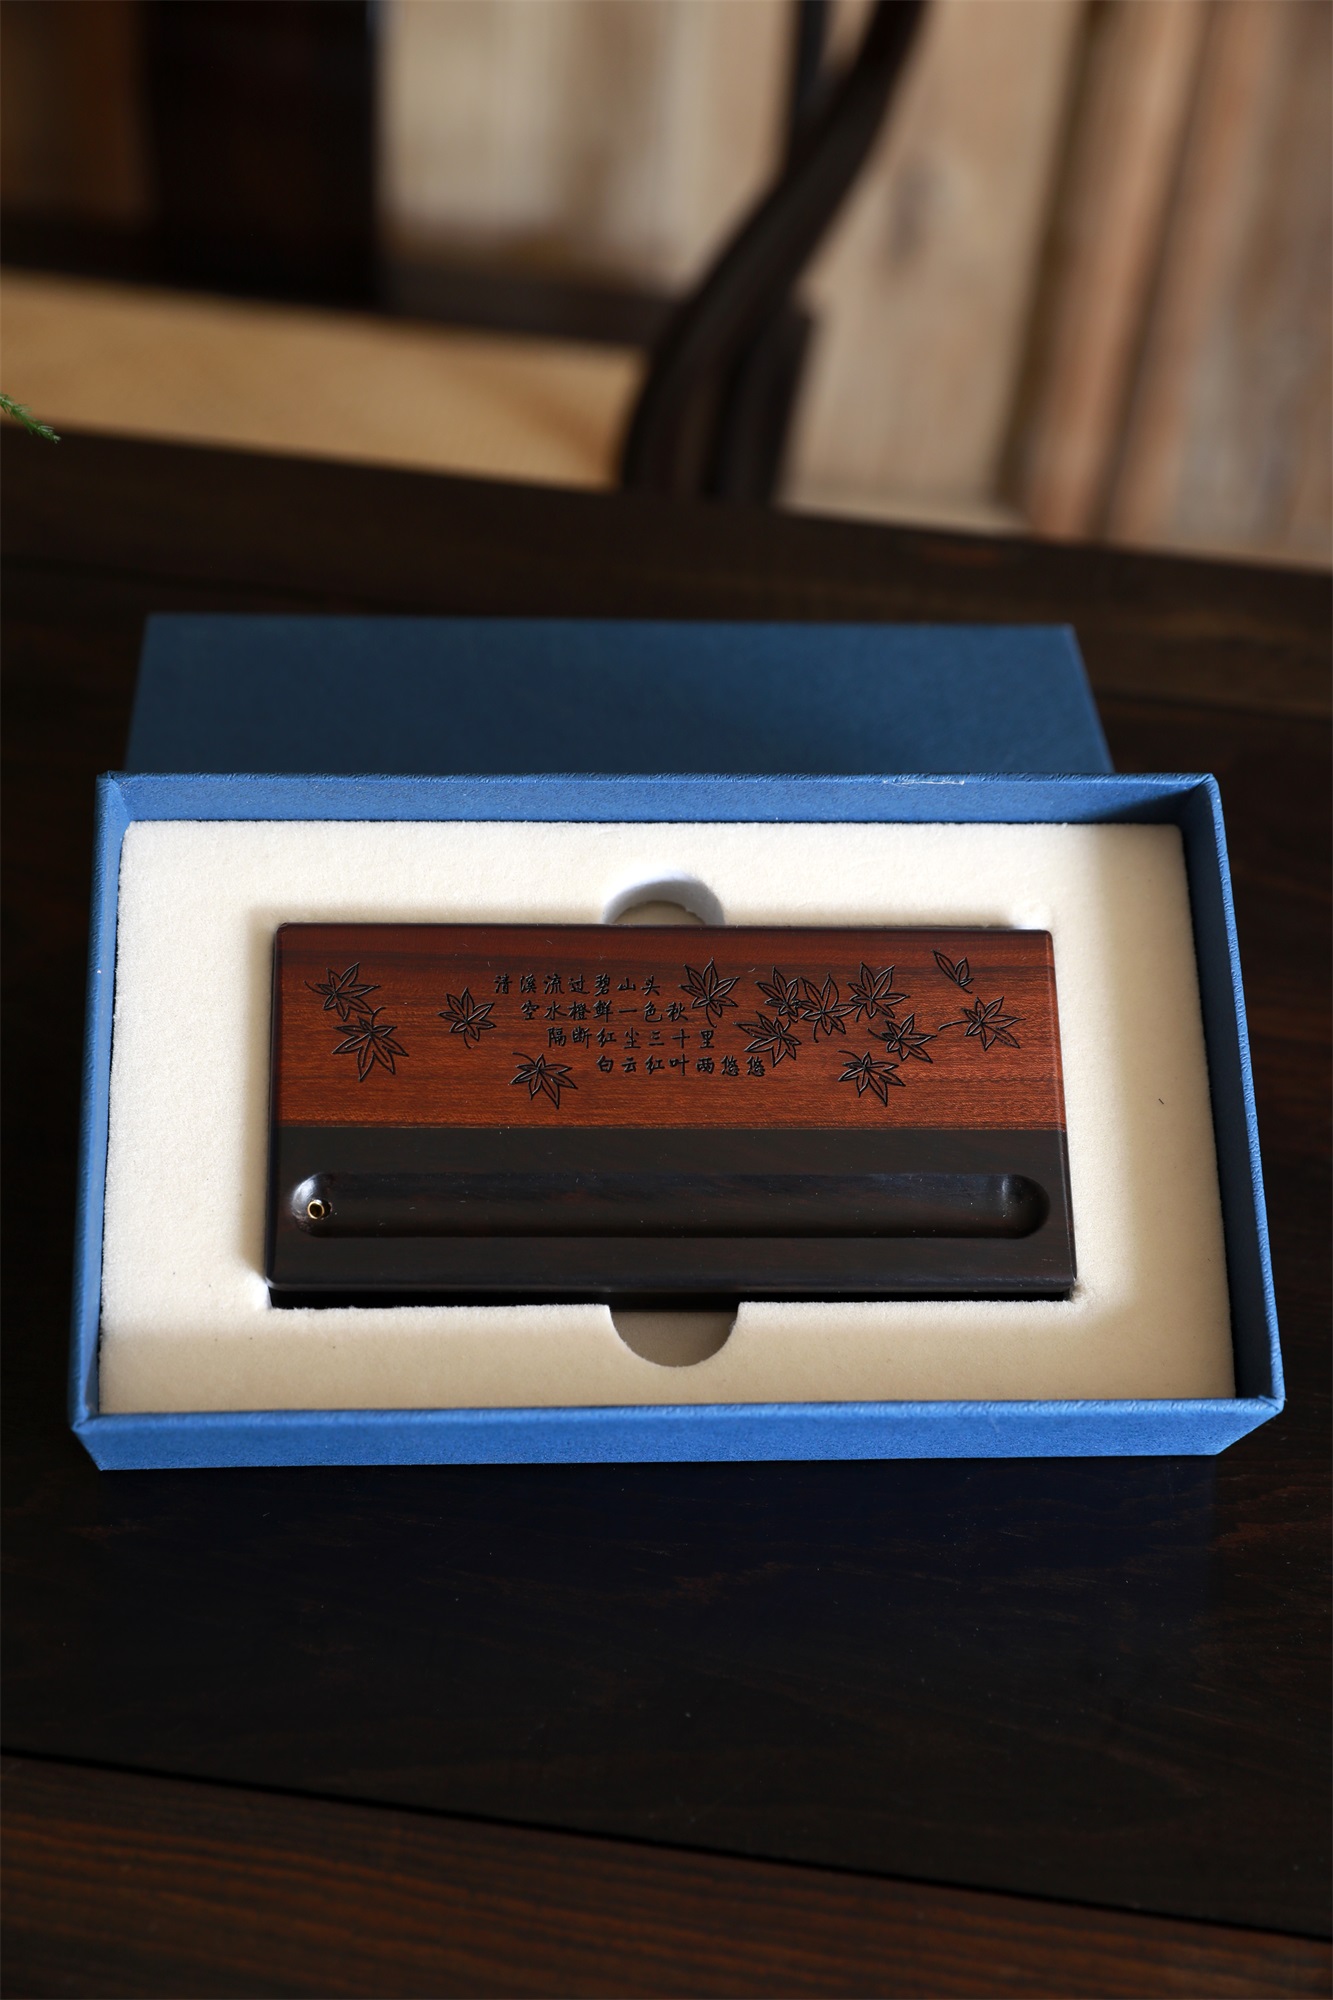 清溪流过碧山头
空水橙鲜一色秋
隔断红尘三十里
白云红叶两悠悠